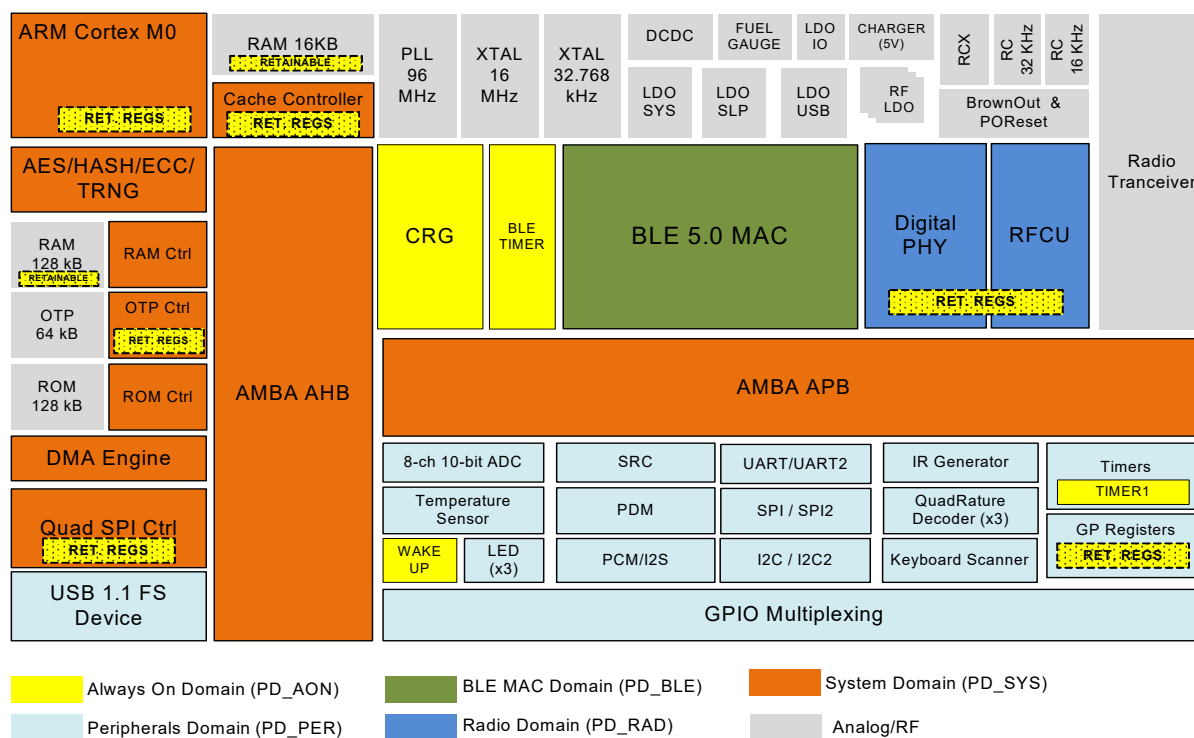 ARM Cortex M0
RET. REGS
RAM 16KB
RETAINABLE
Cache Controller
RET. REGS
PLL
96
MHz
XTAL
16
MHz
XTAL
32.768
kHz
DCDC
FUEL
GAUGE
LDO
IO
CHARGER
(5V)
LDO
SYS
LDO
SLP
LDO
USB
RF
LDO
RCX
RC
32 KHz
RC
16 KHz
BrownOut &
POReset
Radio
Tranceiver
AES/HASH/ECC/
TRNG
RAM
128 kB
RETAINABLE
RAM Ctrl
OTP
64 kB
OTP Ctrl
RET. REGS
ROM
128 kB
ROM Ctrl
DMA Engine
Quad SPI Ctrl
RET. REGS
USB 1.1 FS
Device
AMBA AHB
CRG
BLE
TIMER
BLE 5.0 MAC
Digital
PHY
RFCU
RET. REGS
AMBA APB
8-ch 10-bit ADC
SRC
UART/UART2
IR Generator
Timers
TIMER1
Temperature
Sensor
PDM
SPI / SPI2
QuadRature
Decoder (x3)
GP Registers
RET. REGS
WAKE
UP
LED
(x3)
PCM/I2S
I2C / I2C2
Keyboard Scanner
GPIO Multiplexing
Always On Domain (PD_AON)
BLE MAC Domain (PD_BLE)
System Domain (PD_SYS)
Peripherals Domain (PD_PER)
Radio Domain (PD_RAD)
Analog/RF